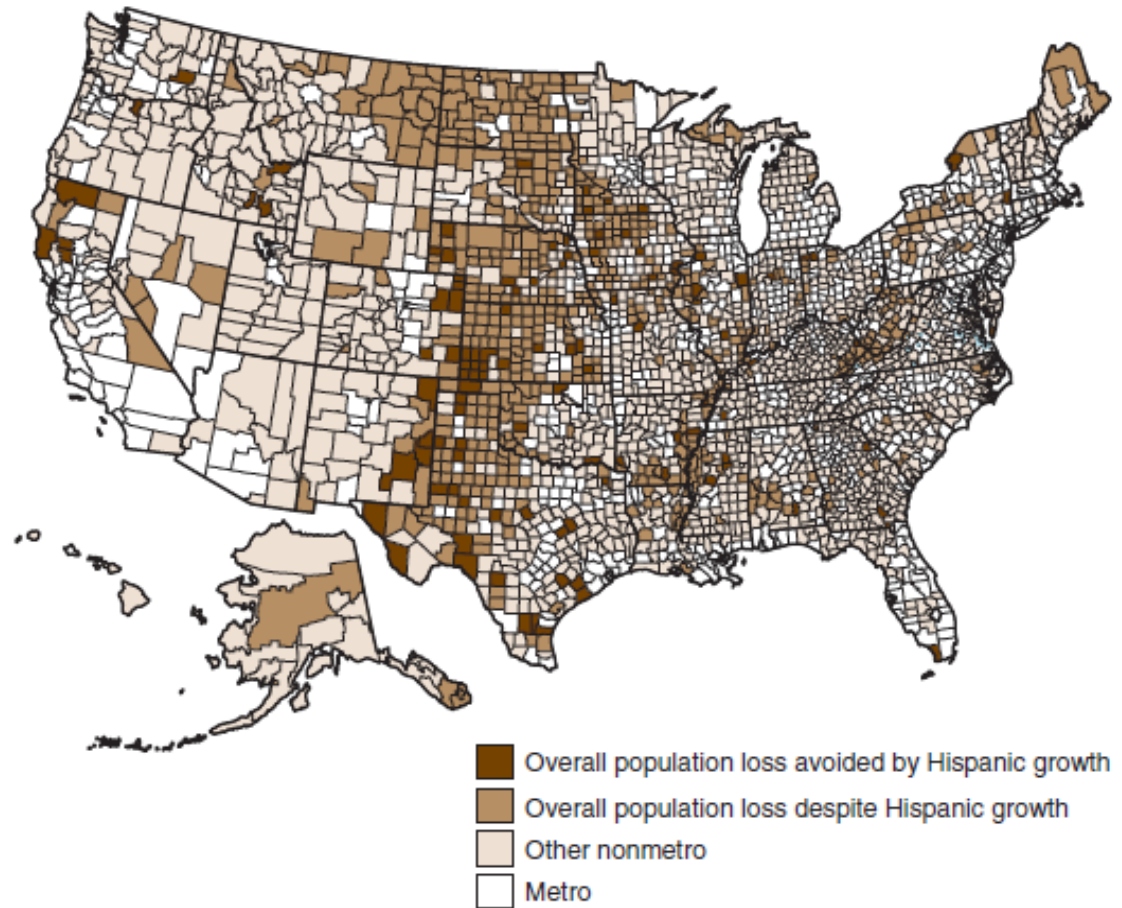 Overall population loss avoided by Hispanic growth
Overall population loss despite Hispanic growth
Other nonmetro
Metro